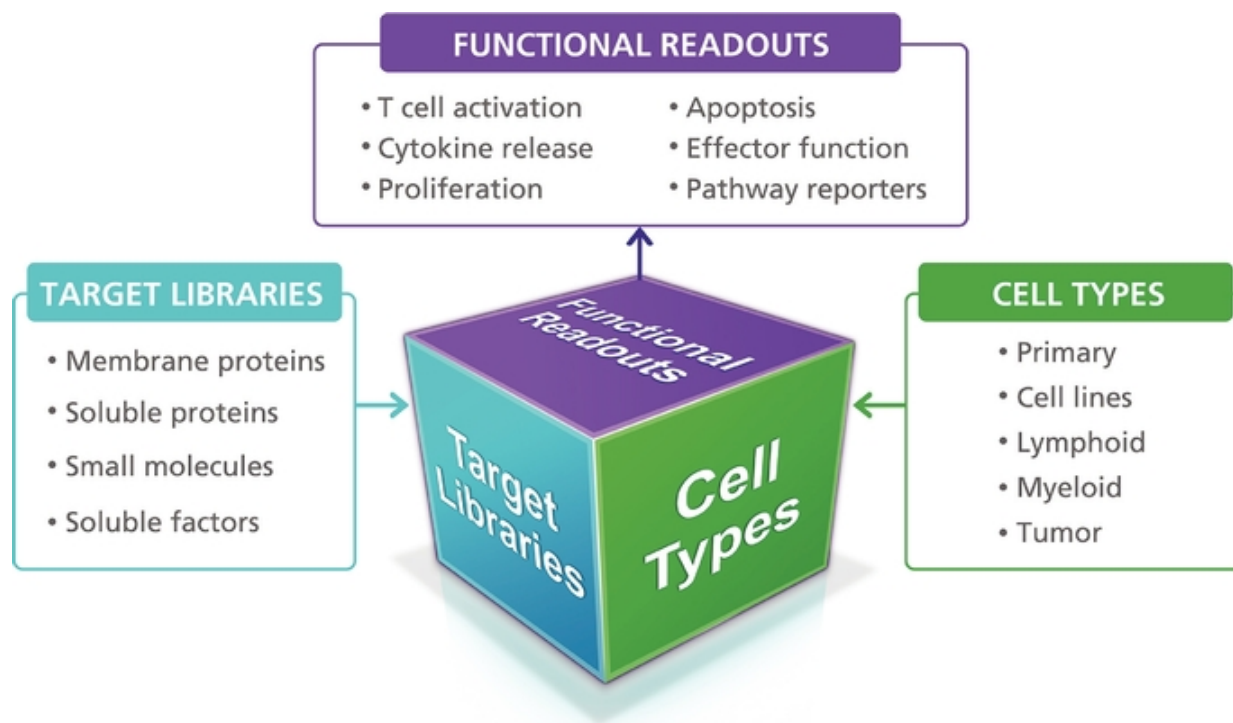 FUNCTIONAL READOUTS
• T cell activation
• Cytokine release
• Proliferation
• Apoptosis
• Effector function
• Pathway reporters
TARGET LIBRARIES
• Membrane proteins
• Soluble proteins
• Small molecules
• Soluble factors
Functional
Readouts
Target
Libraries
Cell
Types
CELL TYPES
• Primary
• Cell lines
• Lymphoid
• Myeloid
• Tumor